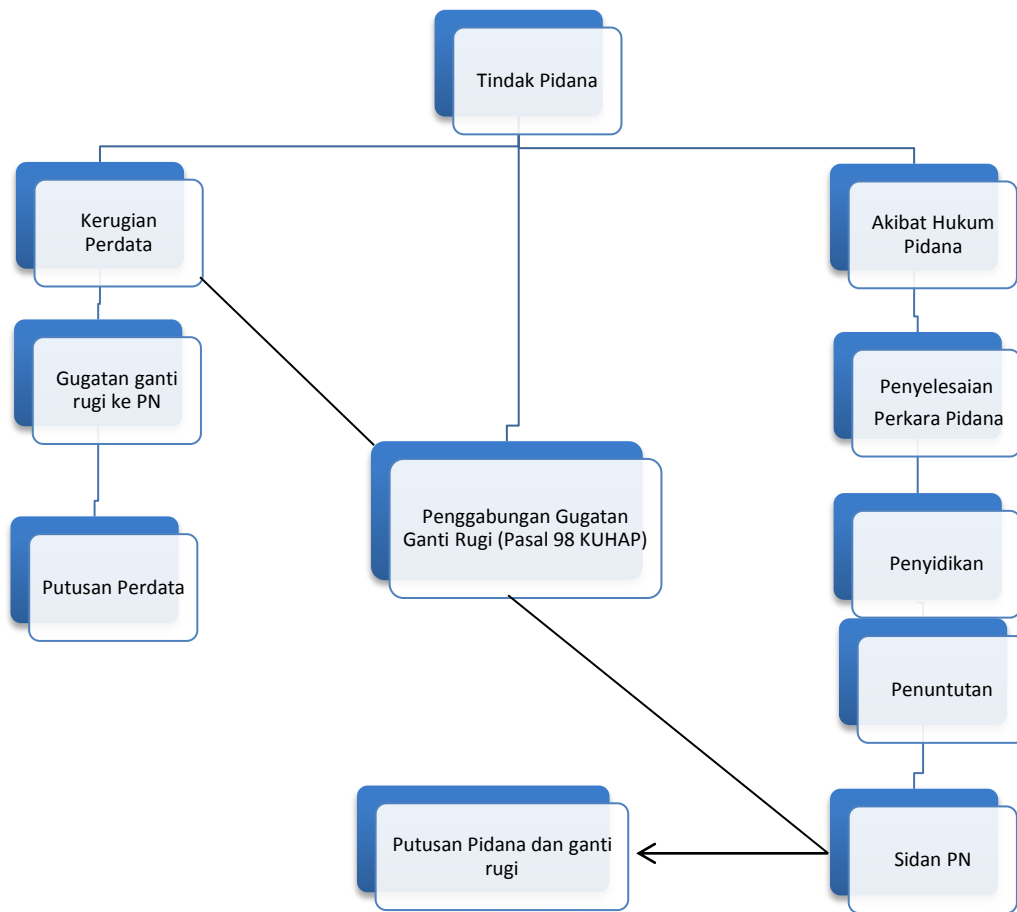 Tindak Pidana
Kerugian
Perdata
Akibat Hukum
Pidana
Gugatan ganti
rugi ke PN
Penyelesaian
Perkara Pidana
Penggabungan Gugatan
Ganti Rugi (Pasal 98 KUHAP)
Putusan Perdata
Penyidikan
Penuntutan
Putusan Pidana dan ganti
rugi
Sidan PN